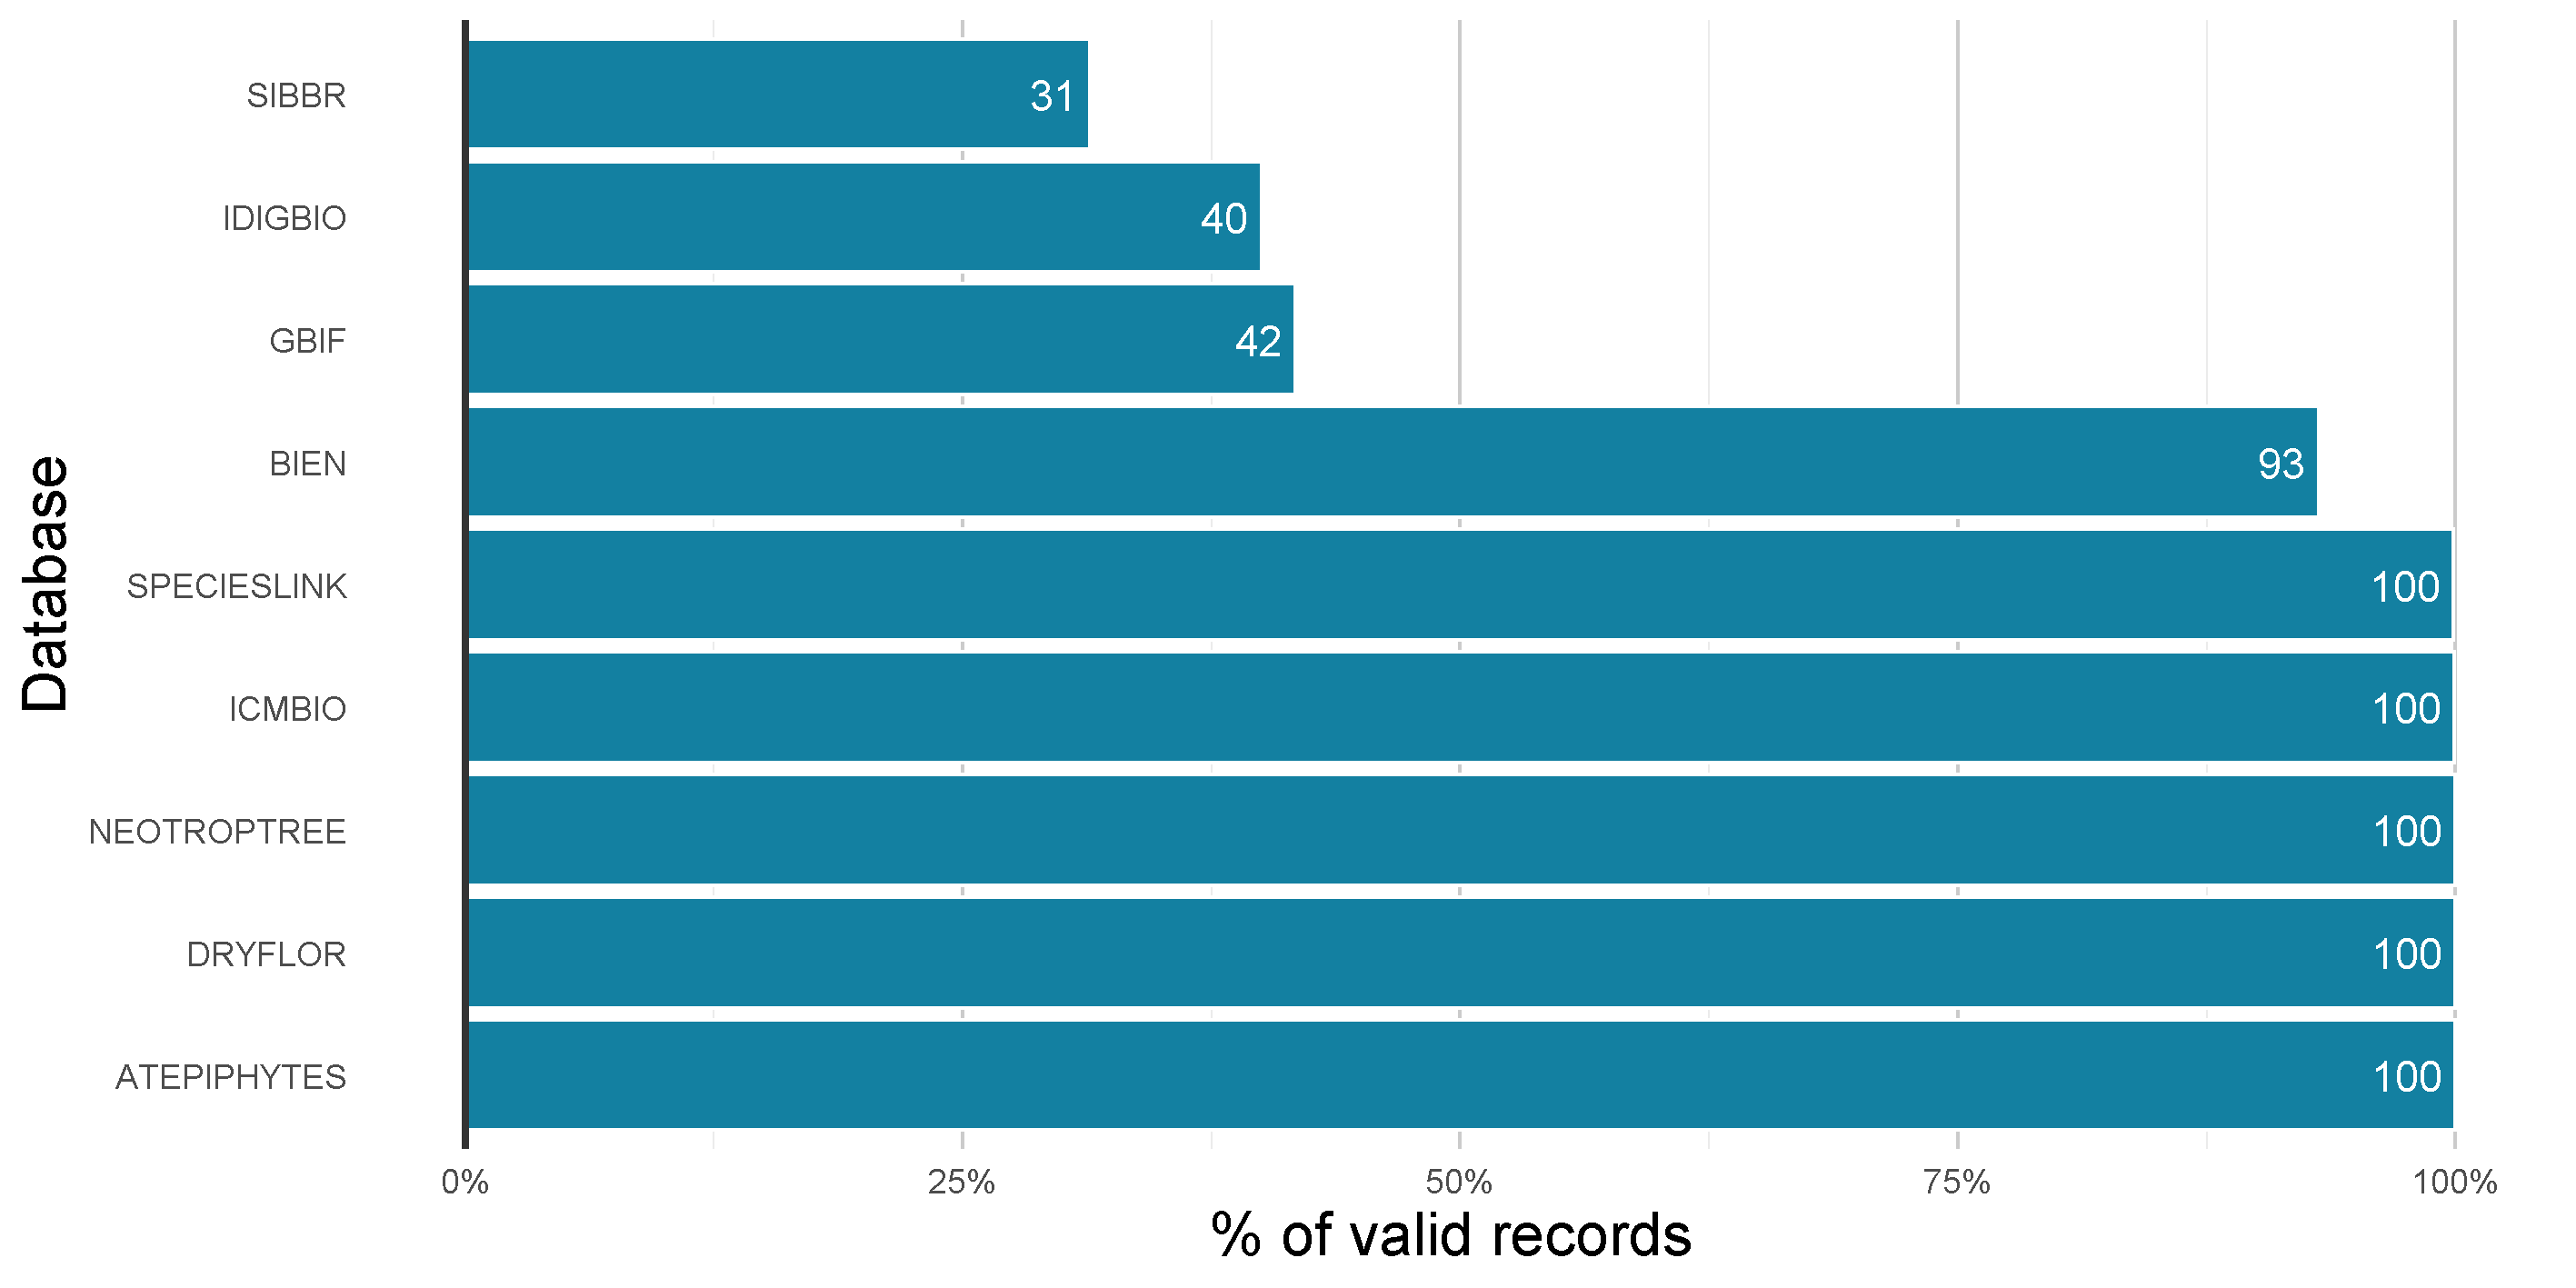 SIBBR 31
IDIGBIO 40
GBIF 42
BIEN 93
SPECIESLINK 100
ICMBIO 100
NEOTROPTREE 100
DRYFLOR 100
ATEPIPHYTES 100
Database
0% 25% 50% 75% 100%
% of valid records